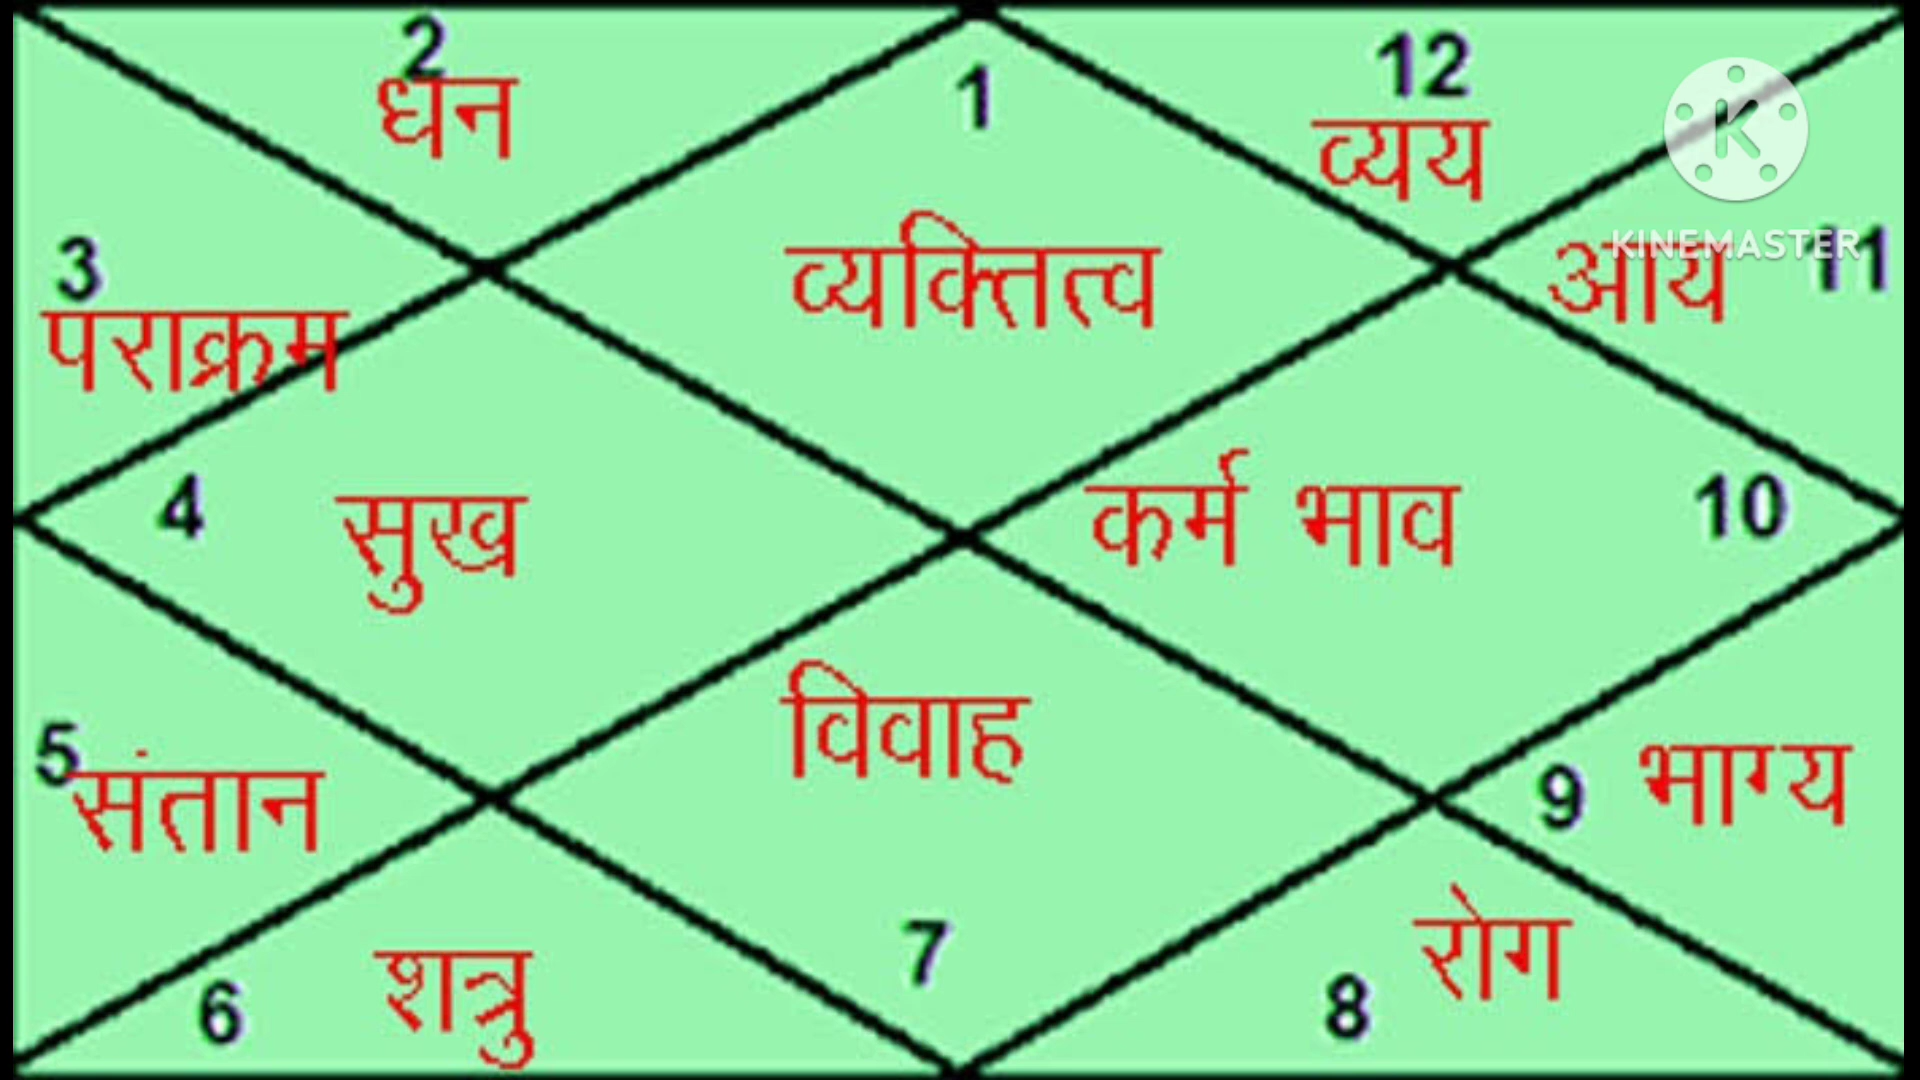 2
धन
1
12
व्यय
K
KINEMASTER
3
पराक्रम
व्यक्तित्व
आय 11
4
सुख
कर्म भाव
10
5
संतान
विवाह
9
भाग्य
6
शत्रु
7
8
रोग